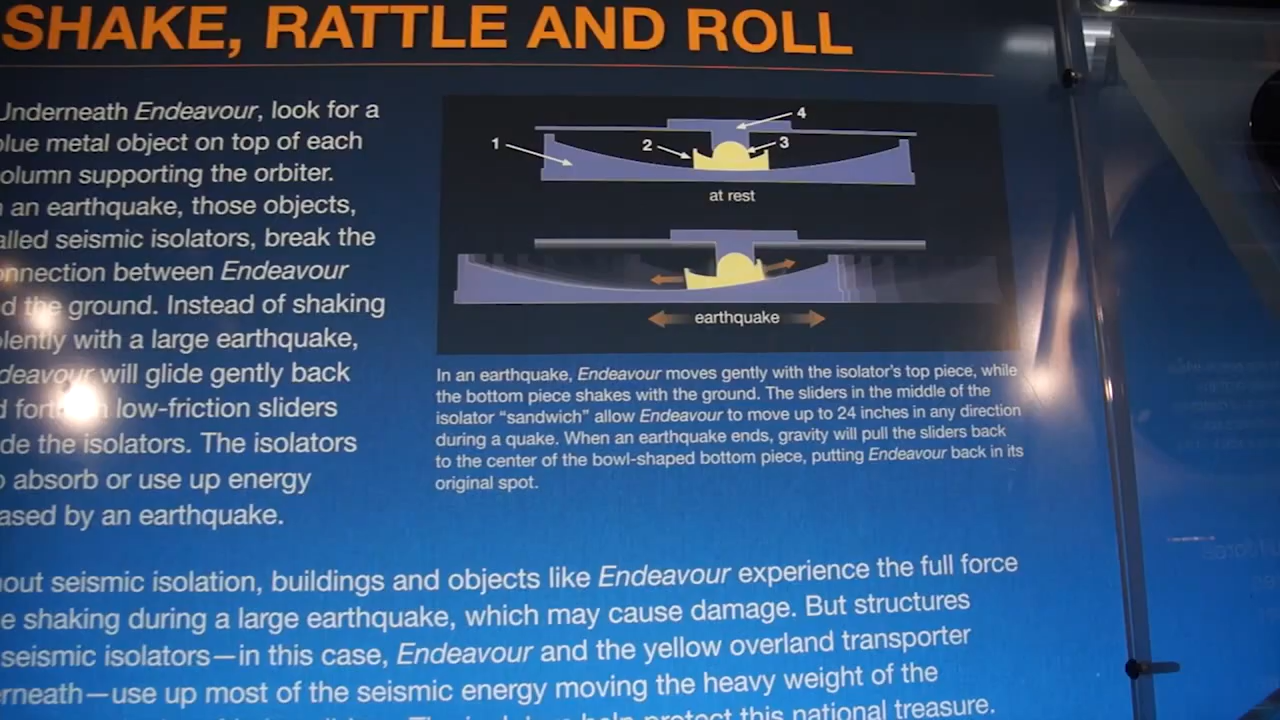 SHAKE, RATTLE AND ROLL
Underneath Endeavour, look for a
blue metal object on top of each
column supporting the orbiter.
an earthquake, those objects,
called seismic isolators, break the
connection between Endeavour
the ground. Instead of shaking
violently with a large earthquake,
Endeavour will glide gently back
low-friction sliders
the isolators. The isolators
absorb or use up energy
by an earthquake.
1
2
3
4
at rest
earthquake
In an earthquake, Endeavour moves gently with the isolator's top piece, while
the bottom piece shakes with the ground. The sliders in the middle of the
isolator “sandwich” allow Endeavour to move up to 24 inches in any direction
during a quake. When an earthquake ends, gravity will pull the sliders back
to the center of the bowl-shaped bottom piece, putting Endeavour back in its
original spot.
seismic isolation, buildings and objects like Endeavour experience the full force
shaking during a large earthquake, which may cause damage. But structures
seismic isolators—in this case, Endeavour and the yellow overland transporter
—use up most of the seismic energy moving the heavy weight of the
help protect this national treasure.